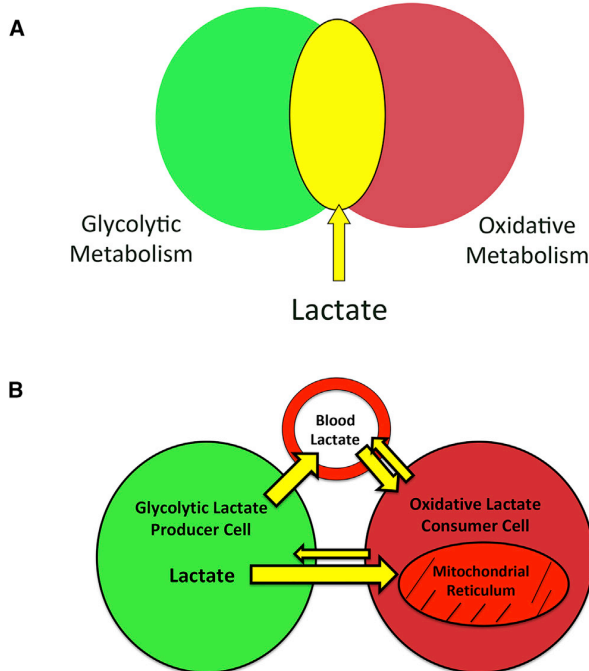 A
Glycolytic
Metabolism
Oxidative
Metabolism
Lactate
B
Blood
Lactate
Glycolytic Lactate
Producer Cell
Oxidative Lactate
Consumer Cell
Lactate
Mitochondrial
Reticulum